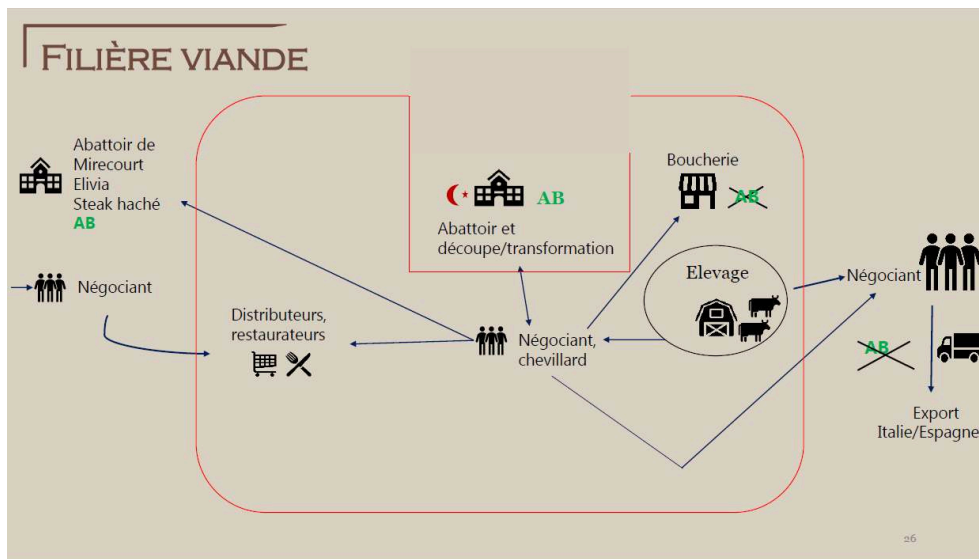 FILIÈRE VIANDE
Abattoir de
Mirecourt
Elivia
Steak haché
AB
Négociant
Distributeurs,
restaurateurs
AB
Abattoir et
découpe/transformation
Négociant,
chevillard
Boucherie
AB
Elevage
Négociant
AB
Export
Italie/Espagne
26